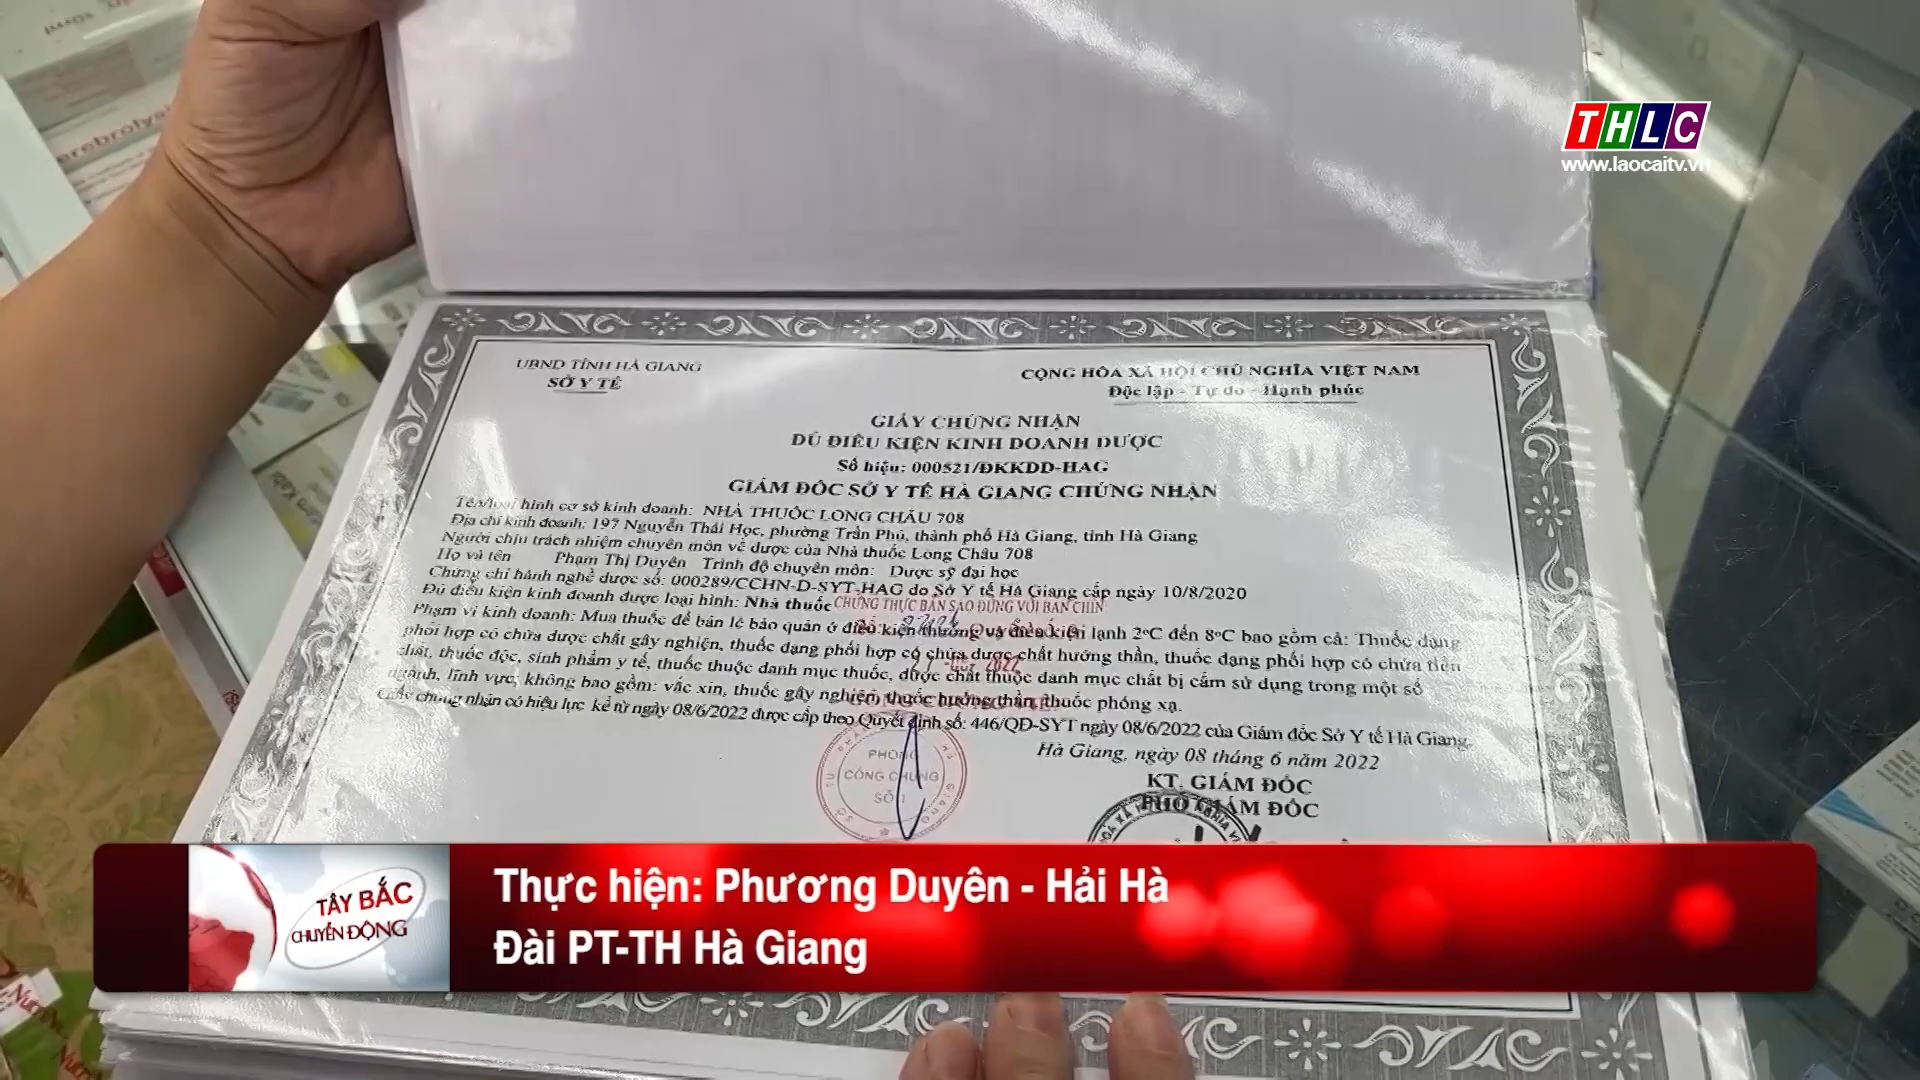 THLC
www.laocaitv.vn
UBND TỈNH HÀ GIANG
SỞ Y TẾ
CỘNG HÒA XÃ HỘI CHỦ NGHĨA VIỆT NAM
Độc lập - Tự do - Hạnh phúc
GIẤY CHỨNG NHẬN
ĐỦ ĐIỀU KIỆN KINH DOANH DƯỢC
Số hiệu: 000521/ĐKKDD-HAG
GIÁM ĐỐC SỞ Y TẾ HÀ GIANG CHỨNG NHẬN
Tên/loại hình cơ sở kinh doanh: NHÀ THUỐC LONG CHÂU 708
Địa chỉ kinh doanh: 197 Nguyễn Thái Học, phường Trần Phú, thành phố Hà Giang, tỉnh Hà Giang
Người chịu trách nhiệm chuyên môn về dược của Nhà thuốc Long Châu 708
Họ và tên Phạm Thị Duyên Trình độ chuyên môn: Dược sỹ đại học
Chứng chỉ hành nghề dược số: 000289/CCHN-D-SYT-HAG do Sở Y tế Hà Giang cấp ngày 10/8/2020
Đủ điều kiện kinh doanh dược loại hình: Nhà thuốc
CHỨNG THỰC BẢN SAO ĐÚNG VỚI BẢN CHÍN
Phạm vi kinh doanh: Mua thuốc để bán lẻ bảo quản ở điều kiện thường và điều kiện lạnh 2°C đến 8°C bao gồm cả: Thuốc dạng
phối hợp có chứa dược chất gây nghiện, thuốc dạng phối hợp có chứa dược chất hướng thần, thuốc dạng phối hợp có chứa tiền
chất, thuốc độc, sinh phẩm y tế, thuốc thuộc danh mục thuốc, dược chất thuộc danh mục chất bị cấm sử dụng trong một số
ngành, lĩnh vực; không bao gồm: vắc xin, thuốc gây nghiện, thuốc hướng thần, thuốc phóng xạ.
Giấy chứng nhận có hiệu lực kể từ ngày 08/6/2022 được cấp theo Quyết định số: 446/QĐ-SYT ngày 08/6/2022 của Giám đốc Sở Y tế Hà Giang.
Hà Giang, ngày 08 tháng 6 năm 2022
KT. GIÁM ĐỐC
PHÓ GIÁM ĐỐC
PHÒNG
CÔNG CHỨNG
SỐ 1
TÂY BẮC
CHUYỂN ĐỘNG
Thực hiện: Phương Duyên - Hải Hà
Đài PT-TH Hà Giang